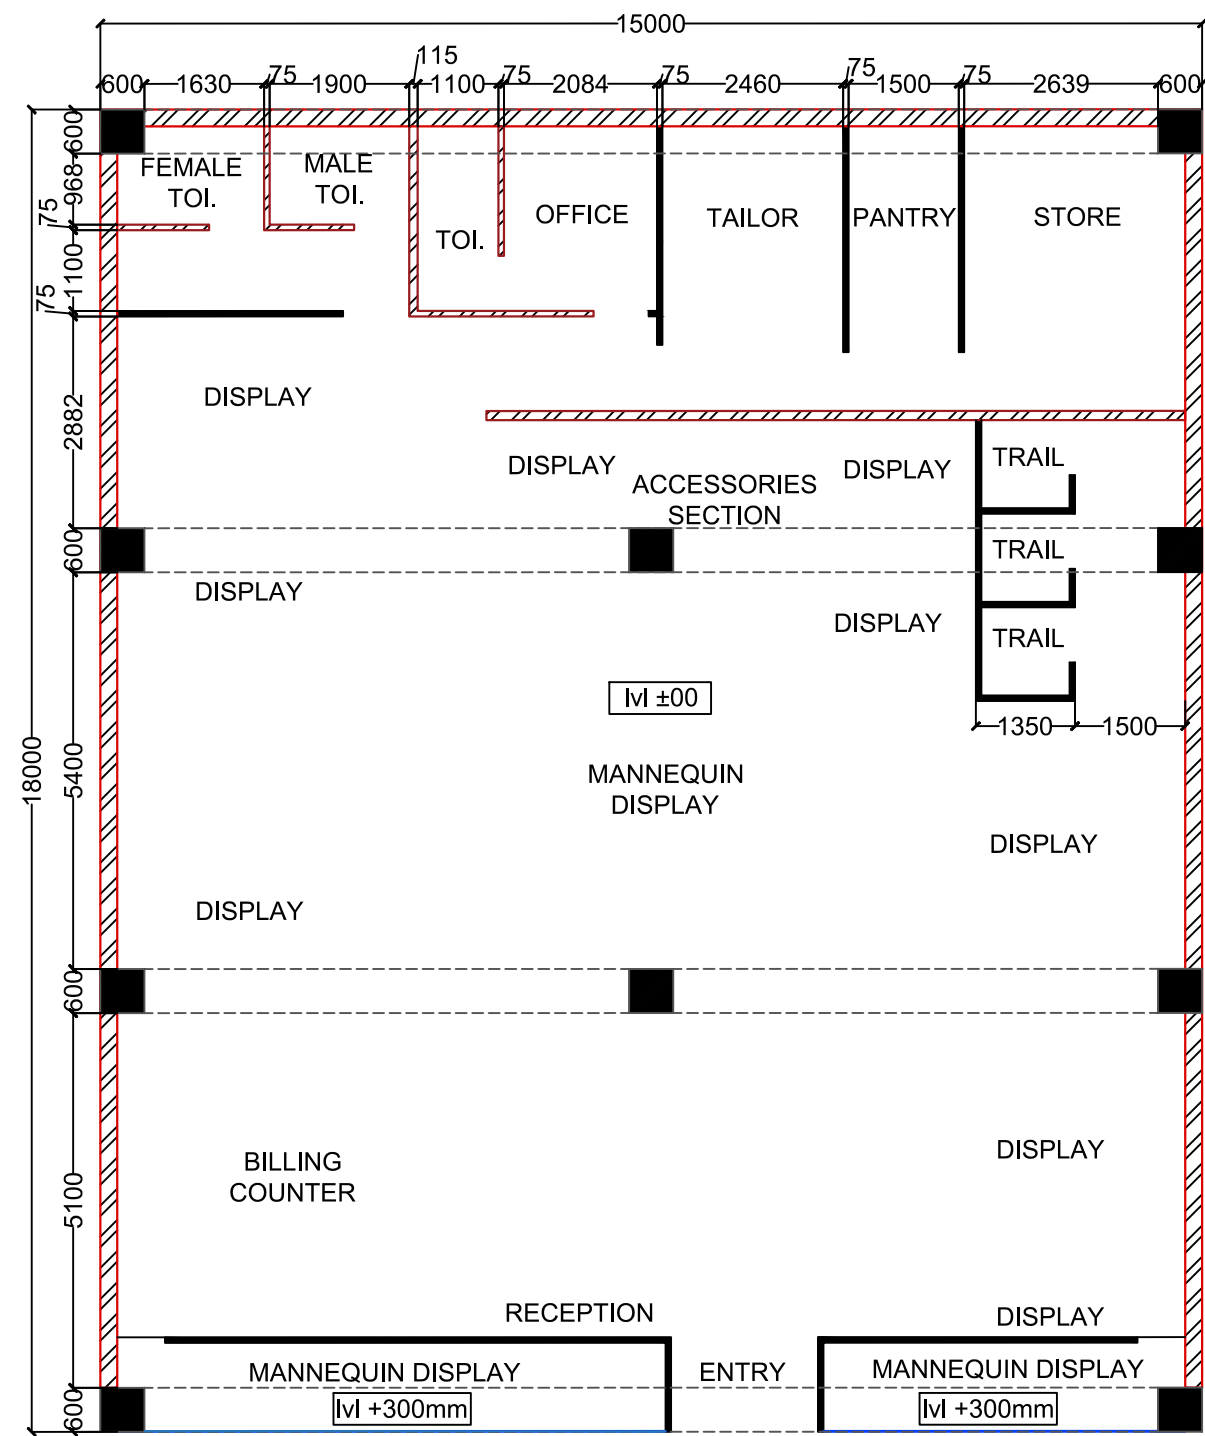 15000
115
600 1630 75 1900 1100 75 2084 75 2460 75 1500 75 2639 600
600
968
75
1100
75
2882
600
5400
18000
600
5100
600
FEMALE
TOI.
MALE
TOI.
TOI.
OFFICE
TAILOR
PANTRY
STORE
DISPLAY
DISPLAY
ACCESSORIES
SECTION
DISPLAY
TRAIL
TRAIL
TRAIL
DISPLAY
DISPLAY
lvl ±00
1350 1500
MANNEQUIN
DISPLAY
DISPLAY
DISPLAY
BILLING
COUNTER
DISPLAY
RECEPTION
DISPLAY
MANNEQUIN DISPLAY
lvl +300mm
ENTRY
MANNEQUIN DISPLAY
lvl +300mm